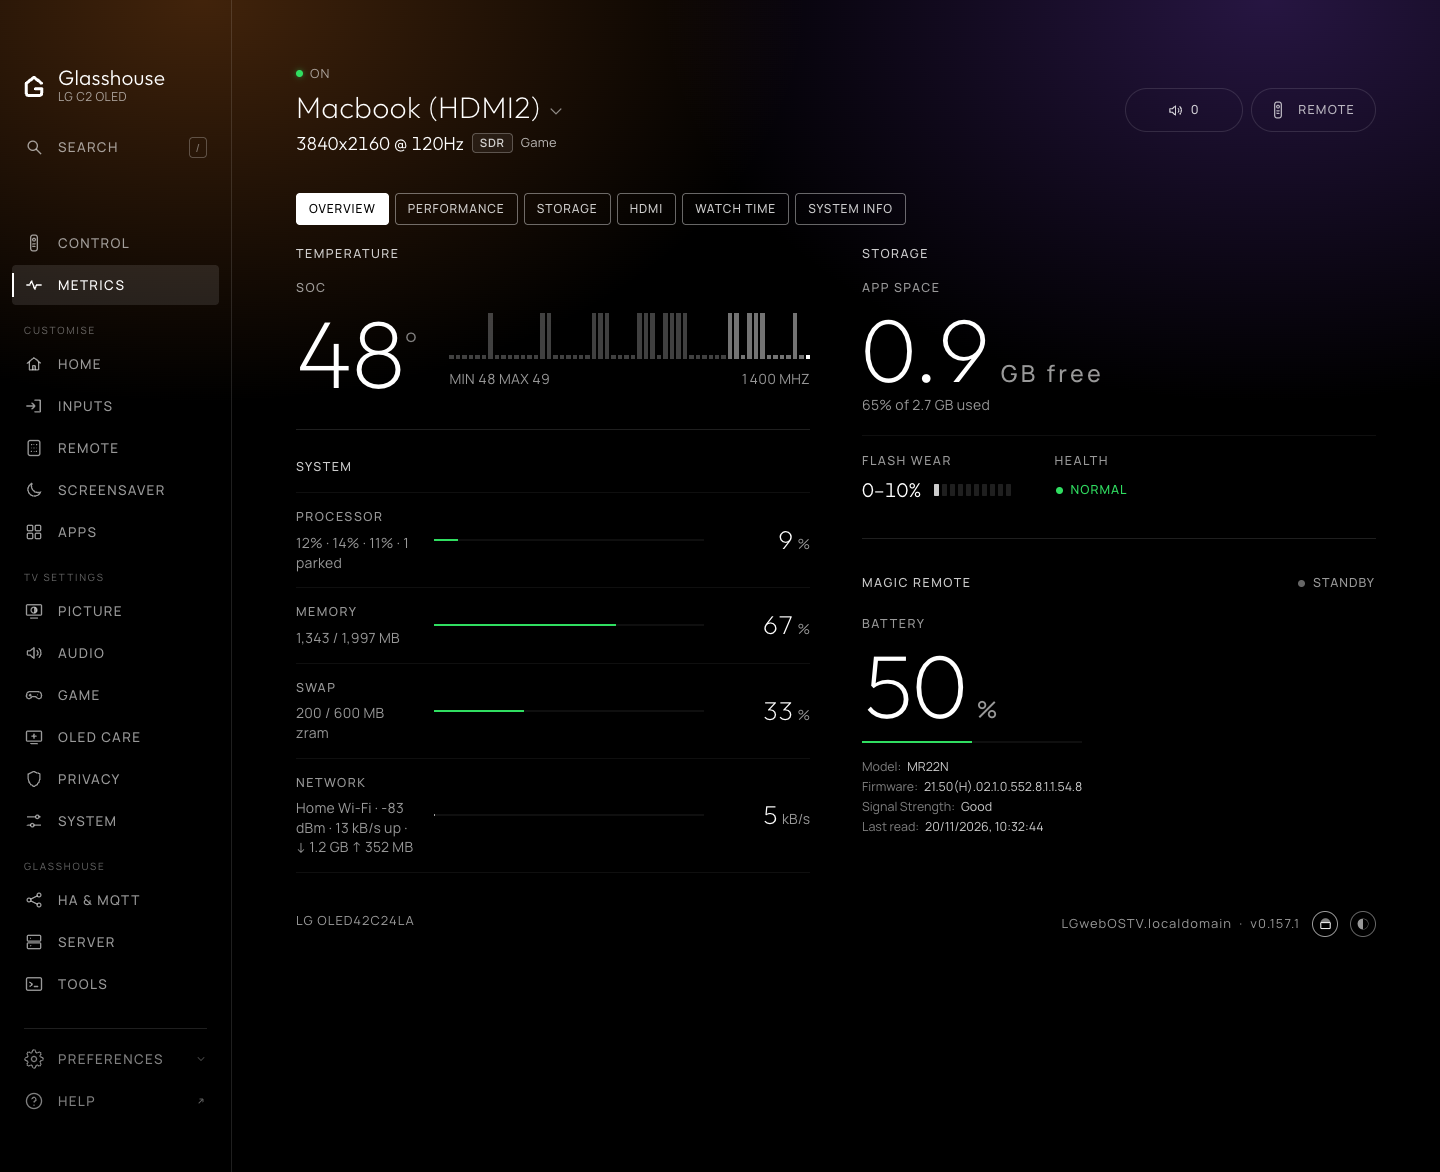 Glasshouse
LG C2 OLED
SEARCH /
CONTROL
METRICS
CUSTOMISE
HOME
INPUTS
REMOTE
SCREENSAVER
APPS
TV SETTINGS
PICTURE
AUDIO
GAME
OLED CARE
PRIVACY
SYSTEM
GLASSHOUSE
HA & MQTT
SERVER
TOOLS
PREFERENCES
HELP
ON
Macbook (HDMI2)
3840x2160 @ 120Hz SDR Game
0 REMOTE
OVERVIEW PERFORMANCE STORAGE HDMI WATCH TIME SYSTEM INFO
TEMPERATURE
SOC
48°
MIN 48 MAX 49 1400 MHZ
SYSTEM
PROCESSOR
12% · 14% · 11% · 1
parked
9 %
MEMORY
1,343 / 1,997 MB
67 %
SWAP
200 / 600 MB
zram
33 %
NETWORK
Home Wi-Fi · -83
dBm · 13 kB/s up ·
↓ 1.2 GB ↑ 352 MB
5 kB/s
STORAGE
APP SPACE
0.9 GB free
65% of 2.7 GB used
FLASH WEAR HEALTH
0–10% NORMAL
MAGIC REMOTE STANDBY
BATTERY
50 %
Model: MR22N
Firmware: 21.50(H).02.1.0.552.8.1.1.54.8
Signal Strength: Good
Last read: 20/11/2026, 10:32:44
LG OLED42C24LA
LGwebOSTV.localdomain · v0.157.1